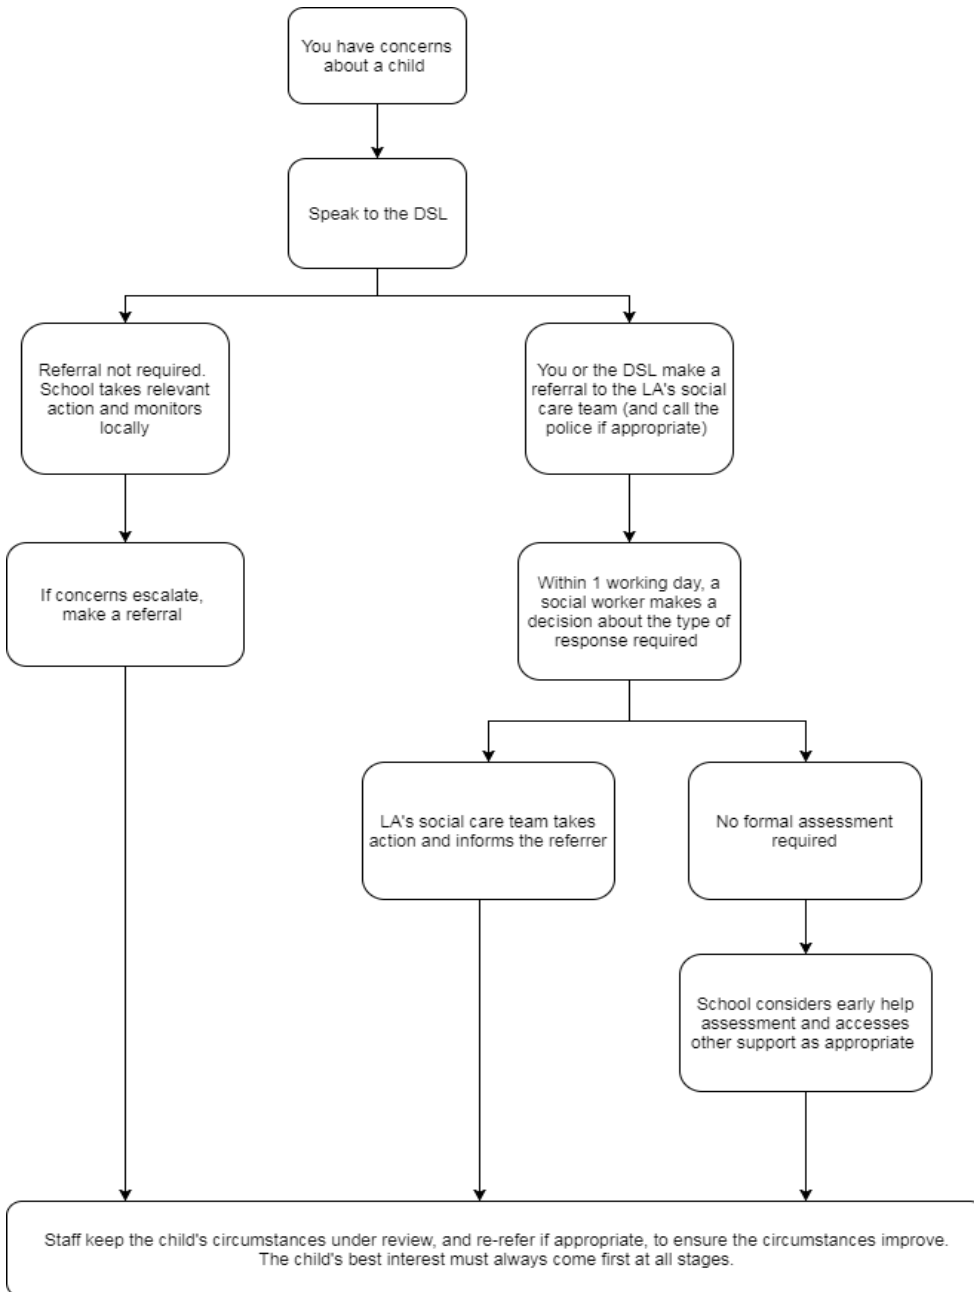 You have concerns
about a child
Speak to the DSL
Referral not required.
School takes relevant
action and monitors
locally
You or the DSL make a
referral to the LA's social
care team (and call the
police if appropriate)
If concerns escalate,
make a referral
Within 1 working day, a
social worker makes a
decision about the type of
response required
LA's social care team takes
action and informs the referrer
No formal assessment
required
School considers early help
assessment and accesses
other support as appropriate
Staff keep the child's circumstances under review, and re-refer if appropriate, to ensure the circumstances improve.
The child's best interest must always come first at all stages.